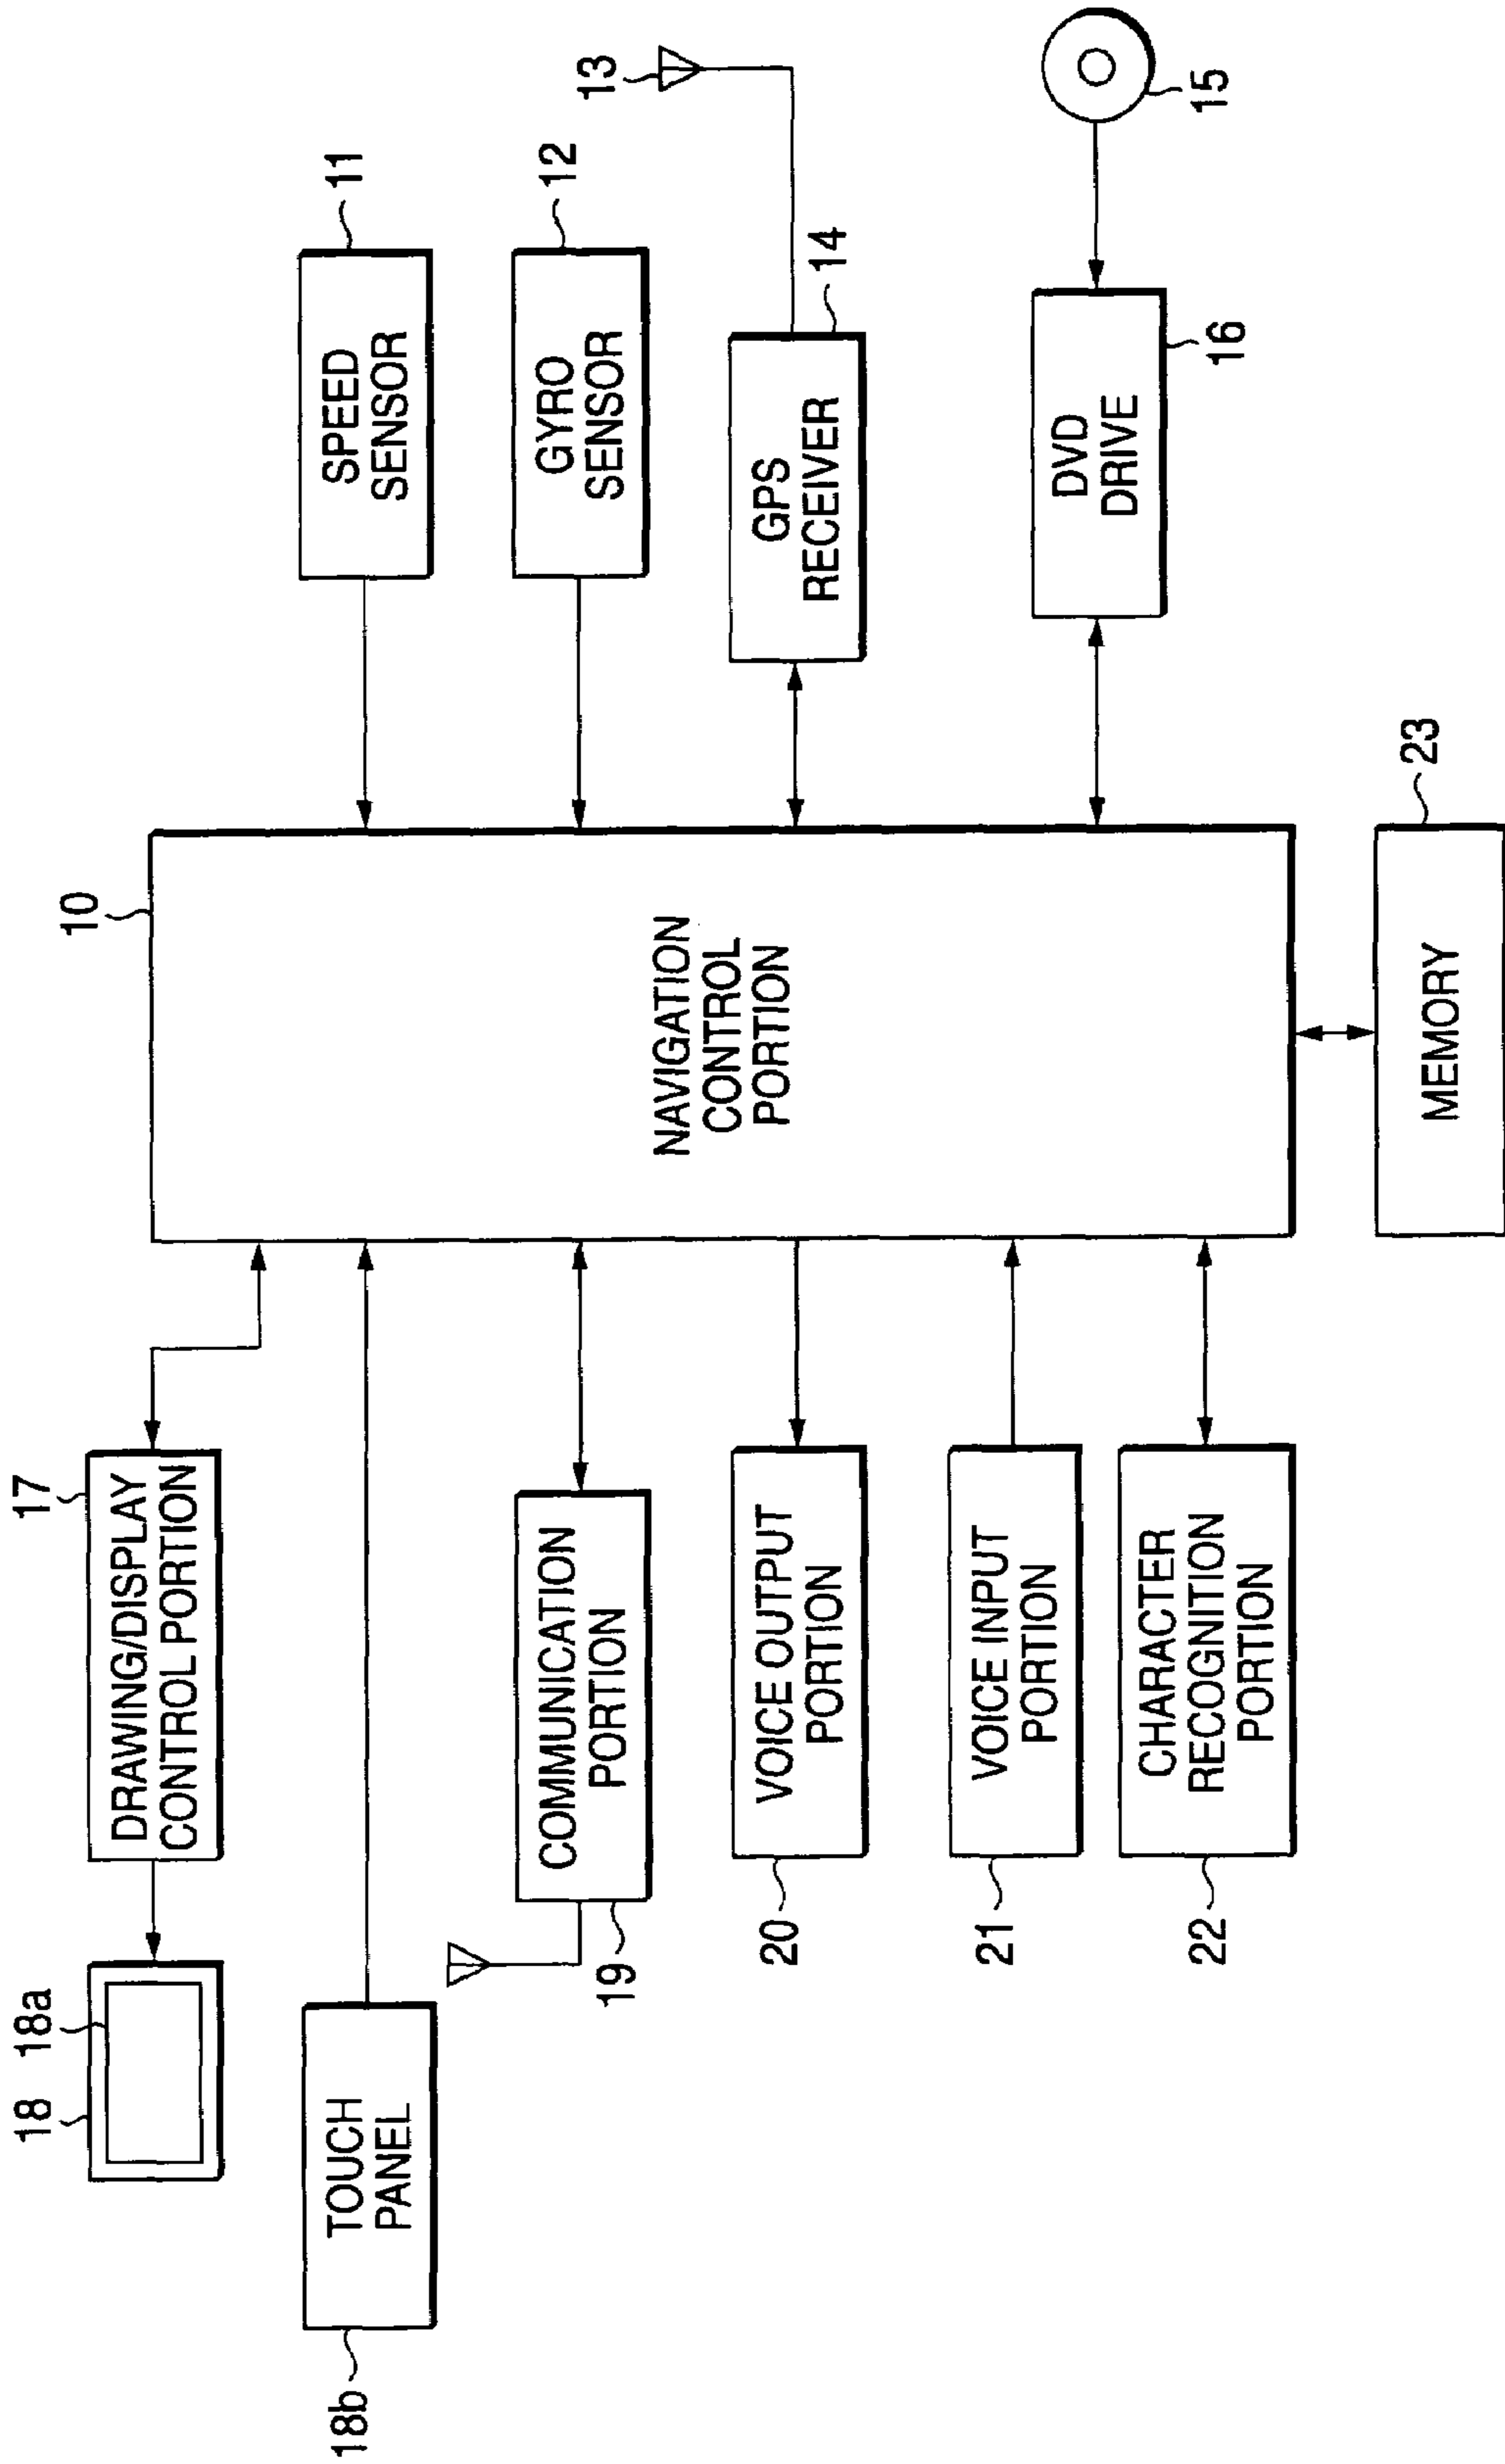 18
18a
17
10
DRAWING/DISPLAY
CONTROL PORTION
18b
TOUCH
PANEL
SPEED
SENSOR
11
COMMUNICATION
PORTION
19
GYRO
SENSOR
12
13
NAVIGATION
CONTROL
PORTION
20
VOICE OUTPUT
PORTION
GPS
RECEIVER
14
21
VOICE INPUT
PORTION
22
CHARACTER
RECOGNITION
PORTION
DVD
DRIVE
16
15
MEMORY
23